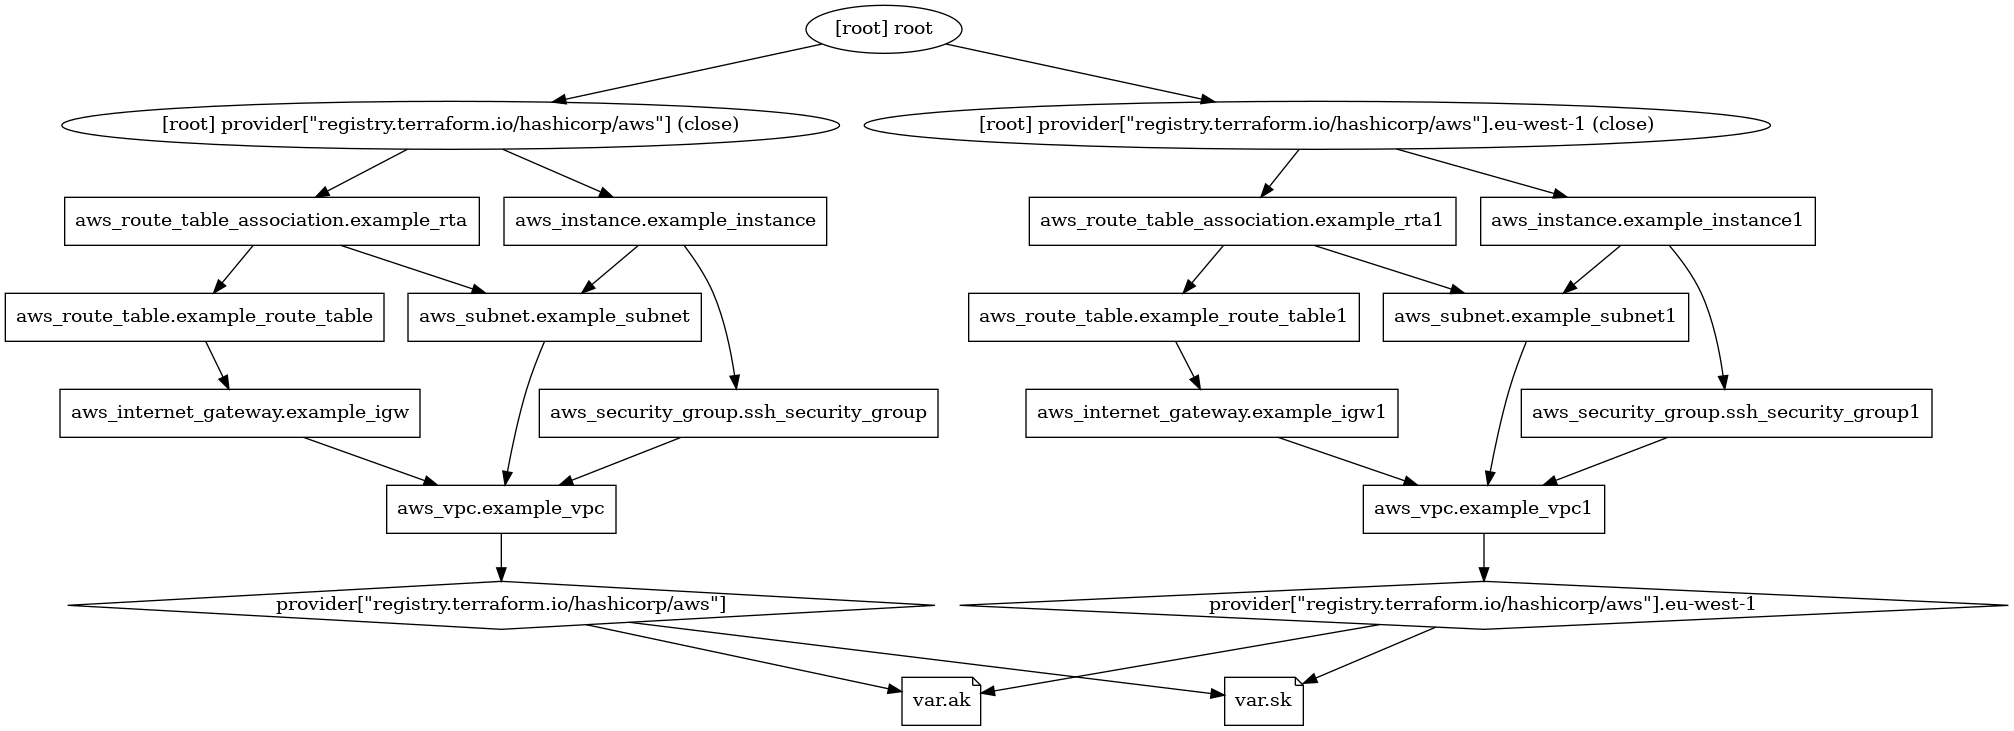 [root] root
[root] provider[\"registry.terraform.io/hashicorp/aws\"] (close)
[root] provider[\"registry.terraform.io/hashicorp/aws\"].eu-west-1 (close)
aws_route_table_association.example_rta
aws_instance.example_instance
aws_route_table_association.example_rta1
aws_instance.example_instance1
aws_route_table.example_route_table
aws_subnet.example_subnet
aws_route_table.example_route_table1
aws_subnet.example_subnet1
aws_internet_gateway.example_igw
aws_security_group.ssh_security_group
aws_internet_gateway.example_igw1
aws_security_group.ssh_security_group1
aws_vpc.example_vpc
aws_vpc.example_vpc1
provider[\"registry.terraform.io/hashicorp/aws\"]
provider[\"registry.terraform.io/hashicorp/aws\"].eu-west-1
var.ak
var.sk